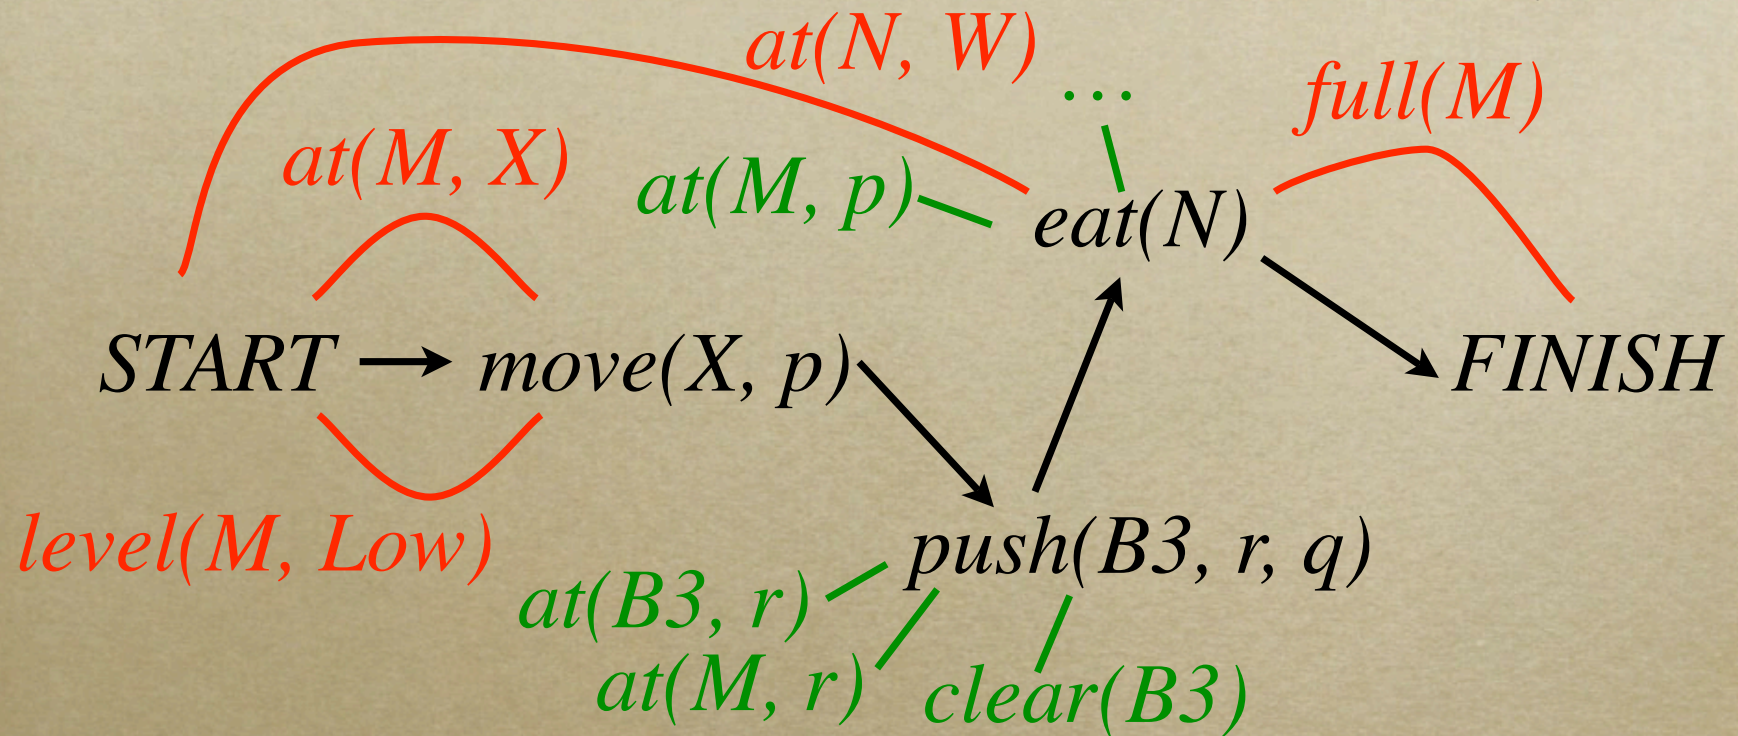 at(N, W)
...
full(M)
at(M, X)
at(M, p)
eat(N)
START
move(X, p)
FINISH
level(M, Low)
push(B3, r, q)
at(B3, r)
at(M, r)
clear(B3)